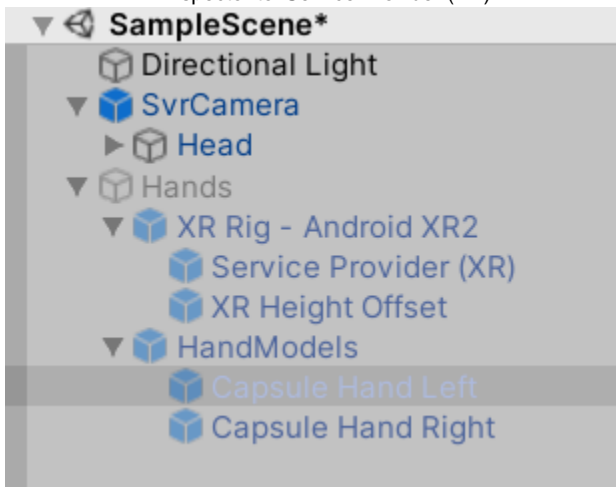 SampleScene*
Directional Light
SvrCamera
Head
Hands
XR Rig - Android XR2
Service Provider (XR)
XR Height Offset
HandModels
Capsule Hand Left
Capsule Hand Right